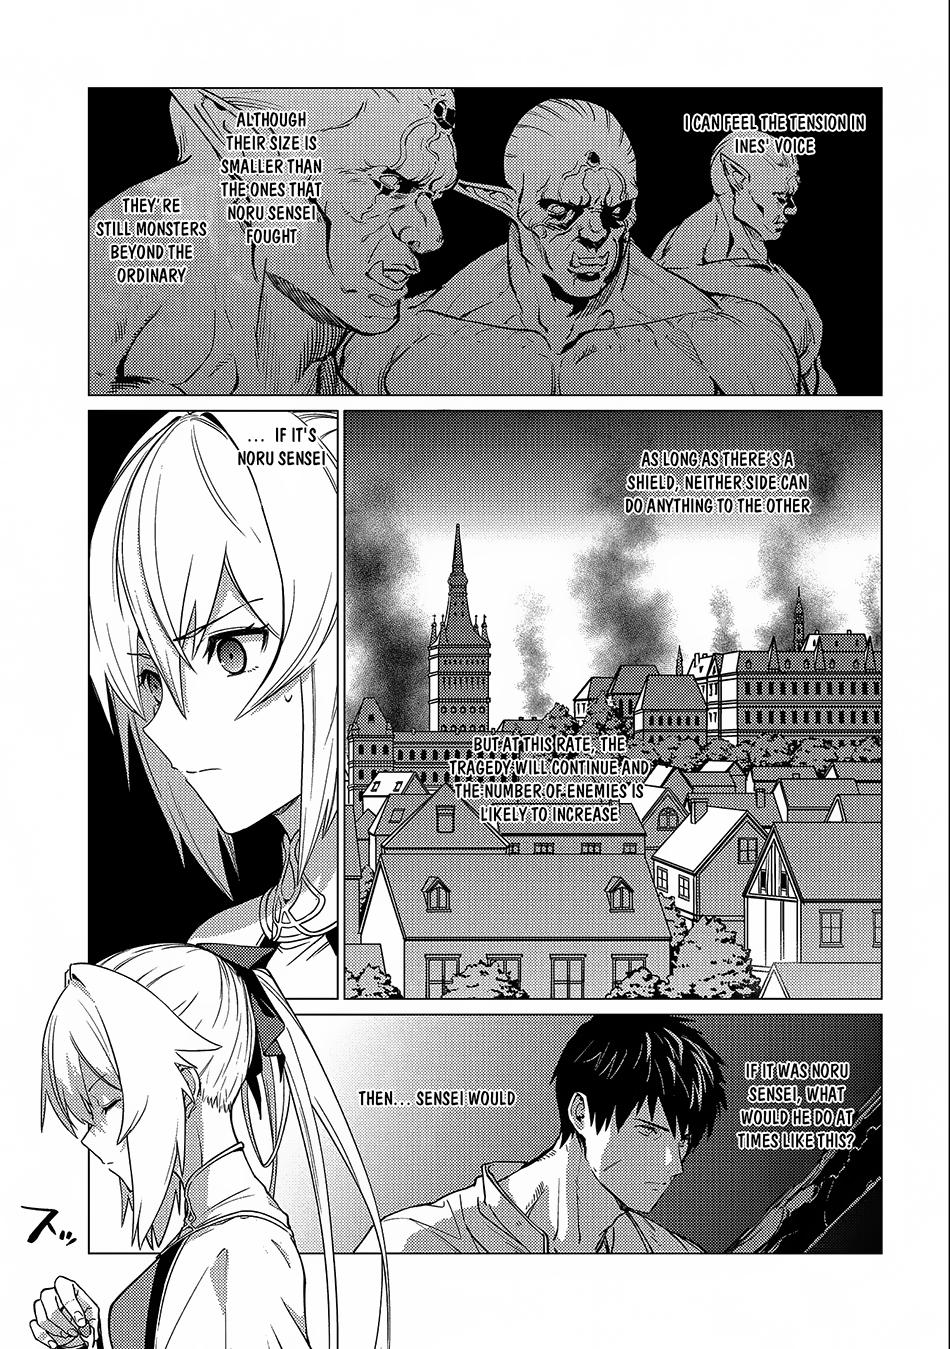 I CAN FEEL THE TENSION IN
INES' VOICE
ALTHOUGH
THEIR SIZE IS
SMALLER THAN
THE ONES THAT
NORU SENSEI
FOUGHT
THEY'RE
STILL MONSTERS
BEYOND THE
ORDINARY
AS LONG AS THERE'S A
SHIELD, NEITHER SIDE CAN
DO ANYTHING TO THE OTHER
BUT AT THIS RATE, THE
TRAGEDY WILL CONTINUE AND
THE NUMBER OF ENEMIES IS
LIKELY TO INCREASE
... IF IT'S
NORU SENSEI
IF IT WAS NORU
SENSEI, WHAT
WOULD HE DO AT
TIMES LIKE THIS?
THEN... SENSEI WOULD
スッ